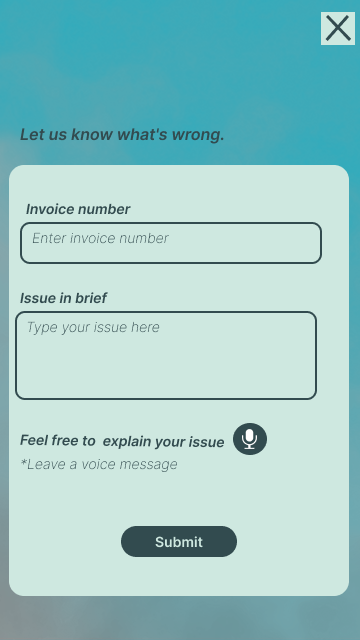 Let us know what's wrong.
Invoice number
Enter invoice number
Issue in brief
Type your issue here
Feel free to  explain your issue
*Leave a voice message
Submit